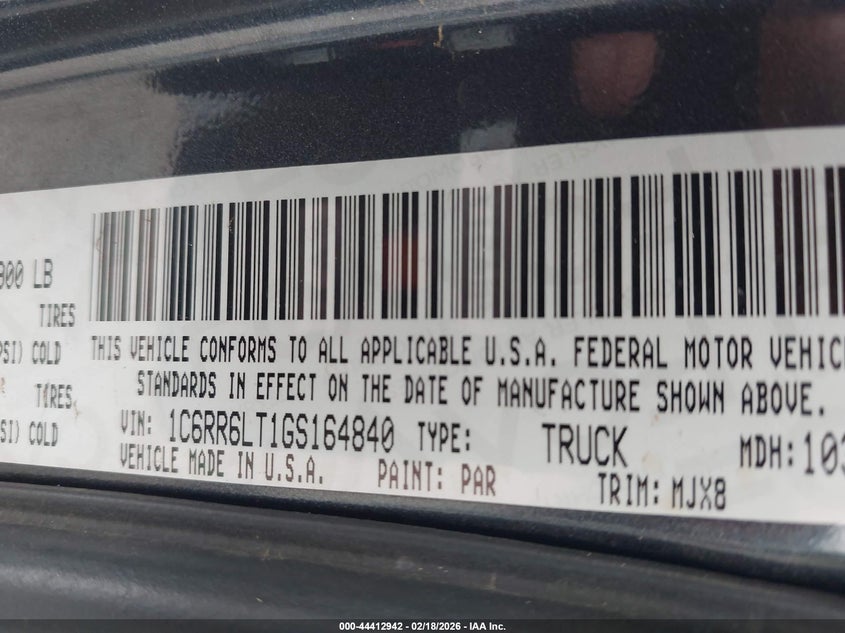 800 LB
TIRES
PSI) COLD
TIRES
SI) COLD
THIS VEHICLE CONFORMS TO ALL APPLICABLE U.S.A. FEDERAL MOTOR VEHIC
STANDARDS IN EFFECT ON THE DATE OF MANUFACTURE SHOWN ABOVE.
VIN: 1C6RR6LT1GS164840 TYPE: TRUCK MDH: 103
VEHICLE MADE IN U.S.A. PAINT: PAR TRIM: MJX8
000-44412942 - 02/18/2026 - IAA Inc.